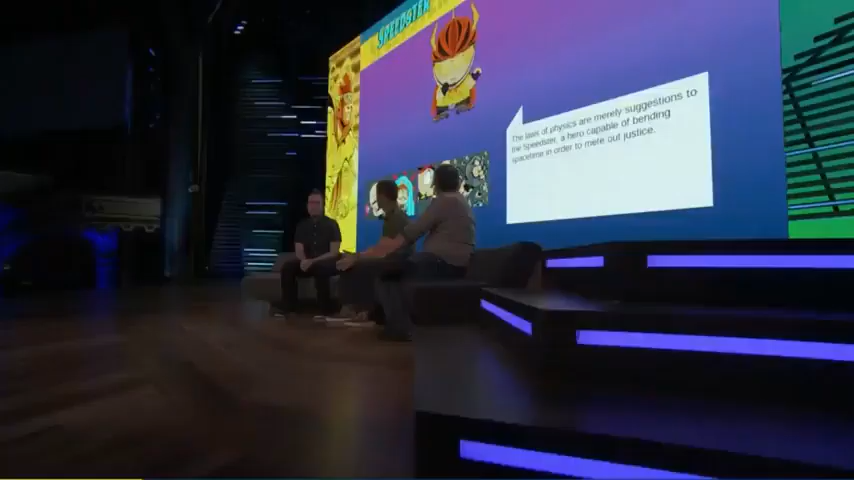 SPEEDSTER
The laws of physics are merely suggestions to
the Speedster, a hero capable of bending
spacetime in order to mete out justice.